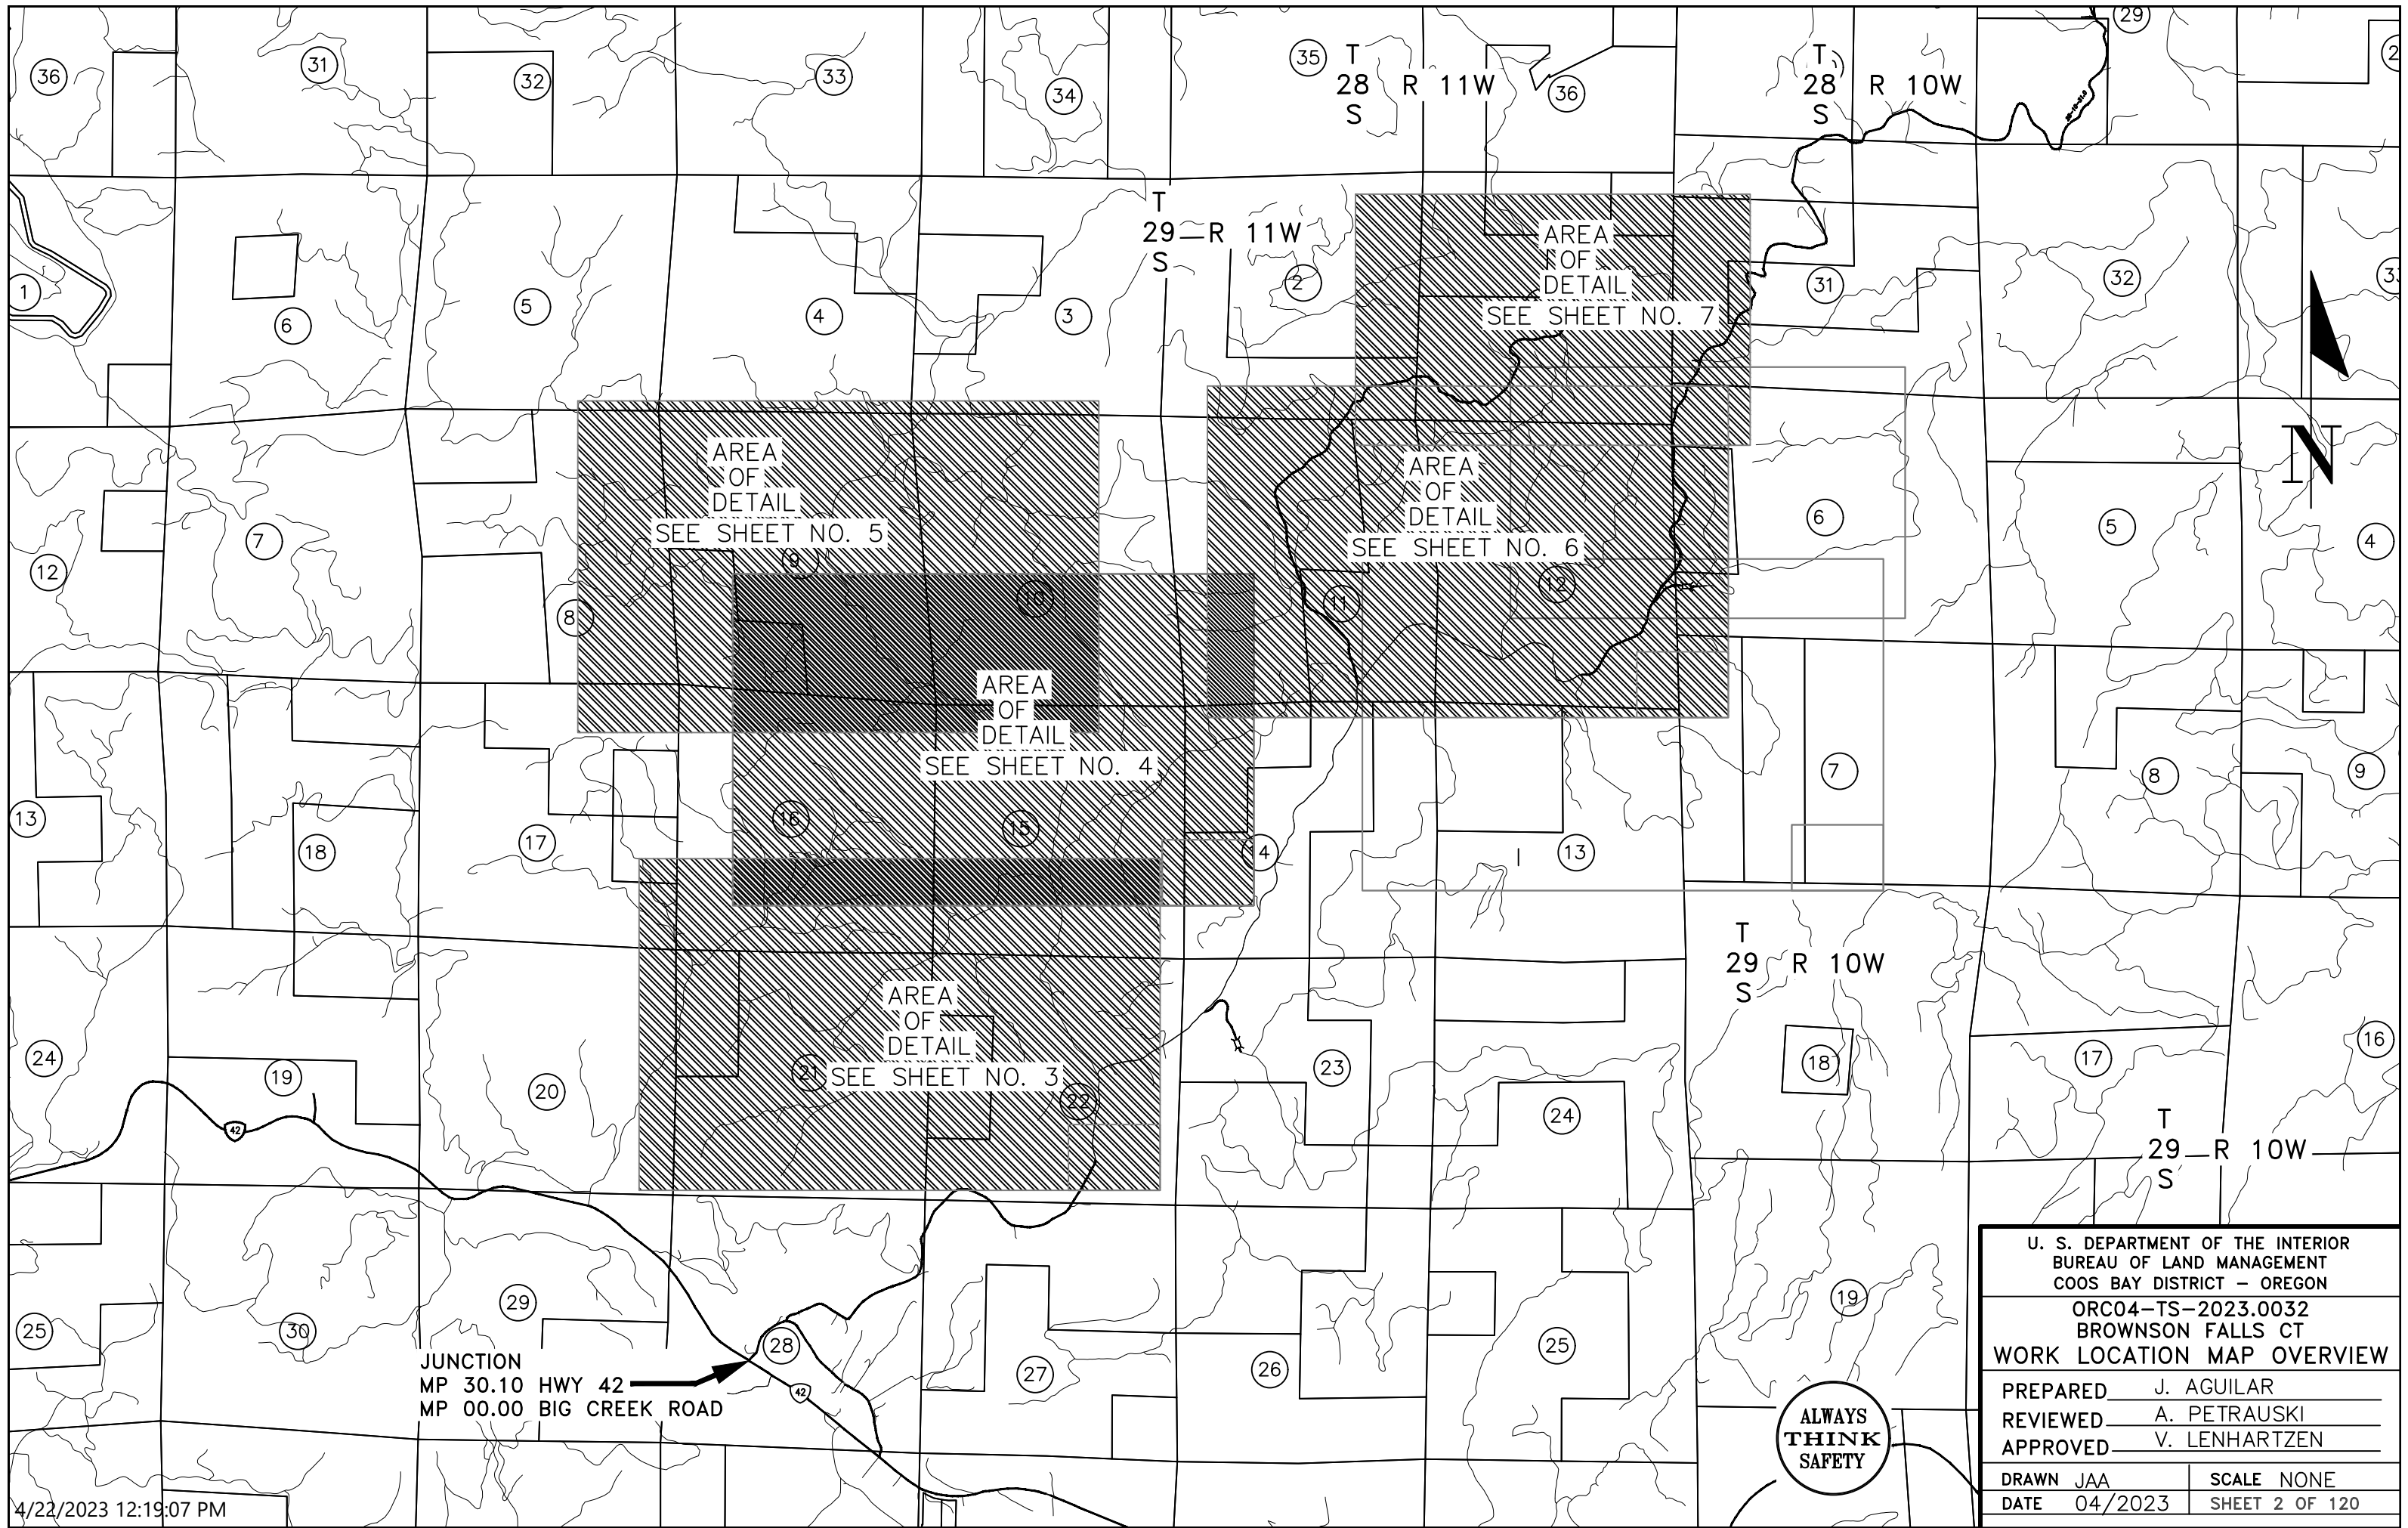 36
31
32
33
34
35
T
28 R 11W
S
36
T
28 R 10W
S
29
1
6
5
4
3
T
29 R 11W
S
2
AREA
OF
DETAIL
SEE SHEET NO. 7
31
32
12
7
8
AREA
OF
DETAIL
SEE SHEET NO. 5
9
10
AREA
OF
DETAIL
SEE SHEET NO. 6
11
12
6
5
4
N
13
18
17
16
AREA
OF
DETAIL
SEE SHEET NO. 4
15
14
13
7
8
9
24
19
20
21
AREA
OF
DETAIL
SEE SHEET NO. 3
22
23
24
T
29 R 10W
S
18
17
16
T
29 R 10W
S
42
25
30
29
28
27
26
25
19
JUNCTION
MP 30.10 HWY 42
MP 00.00 BIG CREEK ROAD
42
ALWAYS
THINK
SAFETY
U. S. DEPARTMENT OF THE INTERIOR
BUREAU OF LAND MANAGEMENT
COOS BAY DISTRICT – OREGON
ORC04–TS–2023.0032
BROWNSON FALLS CT
WORK LOCATION MAP OVERVIEW
PREPARED J. AGUILAR
REVIEWED A. PETRAUSKI
APPROVED V. LENHARTZEN
DRAWN JAA SCALE NONE
DATE 04/2023 SHEET 2 OF 120
4/22/2023 12:19:07 PM